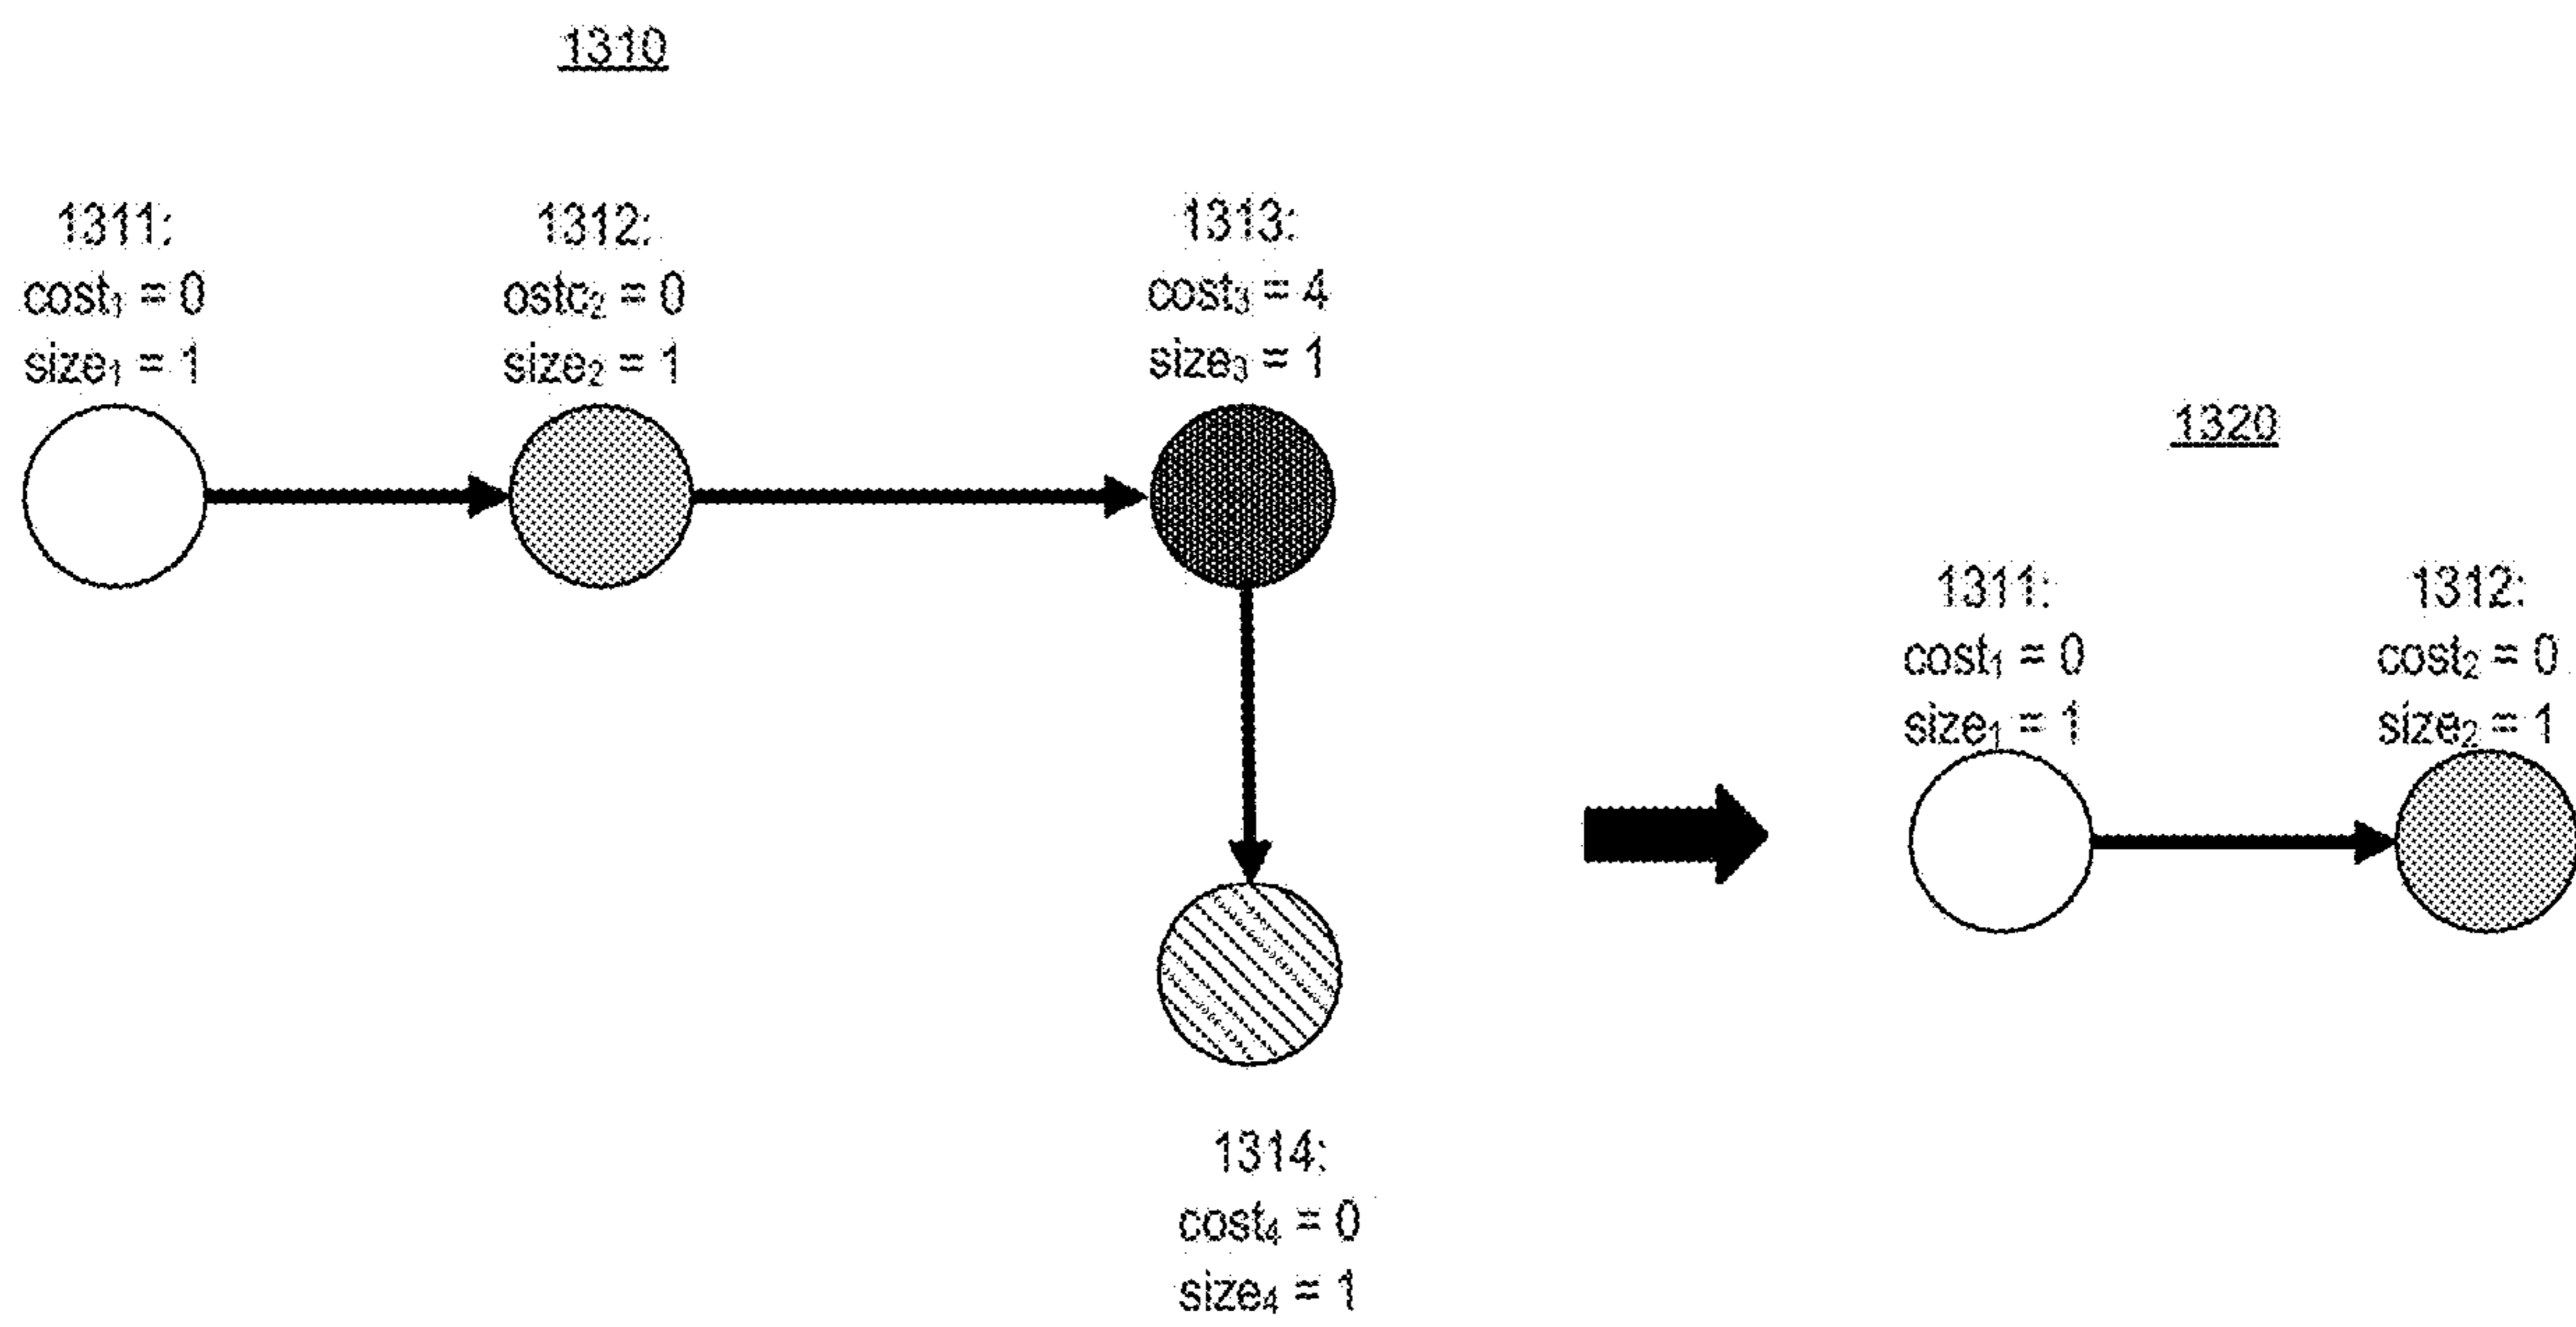 1310
1311:
cost₁ = 0
size₁ = 1
1312:
ostc₂ = 0
size₂ = 1
1313:
cost₃ = 4
size₃ = 1
1314:
cost₄ = 0
size₄ = 1
1320
1311:
cost₁ = 0
size₁ = 1
1312:
cost₂ = 0
size₂ = 1